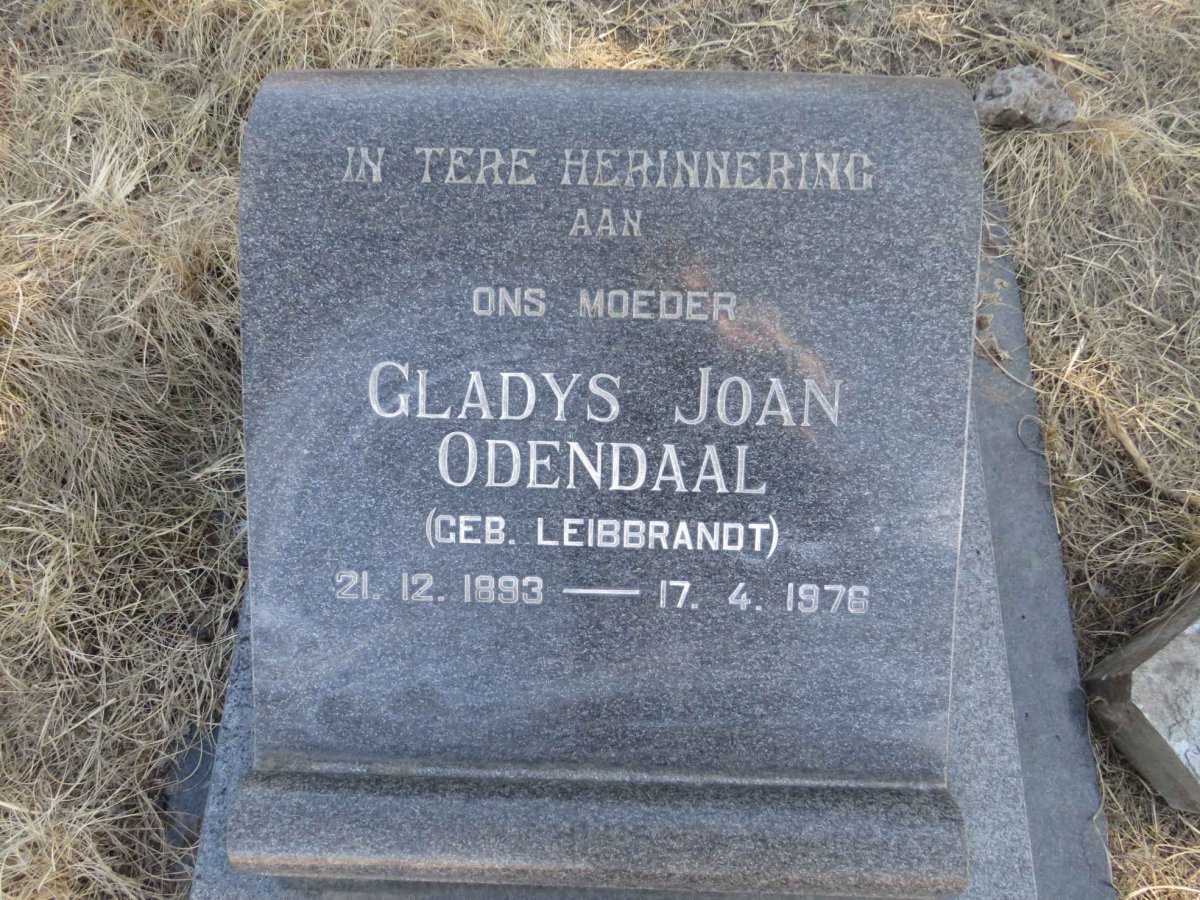 IN TERE HERINNERING
AAN
ONS MOEDER
GLADYS JOAN
ODENDAAL
(GEB. LEIBBRANDT)
21. 12. 1893 — 17. 4. 1976